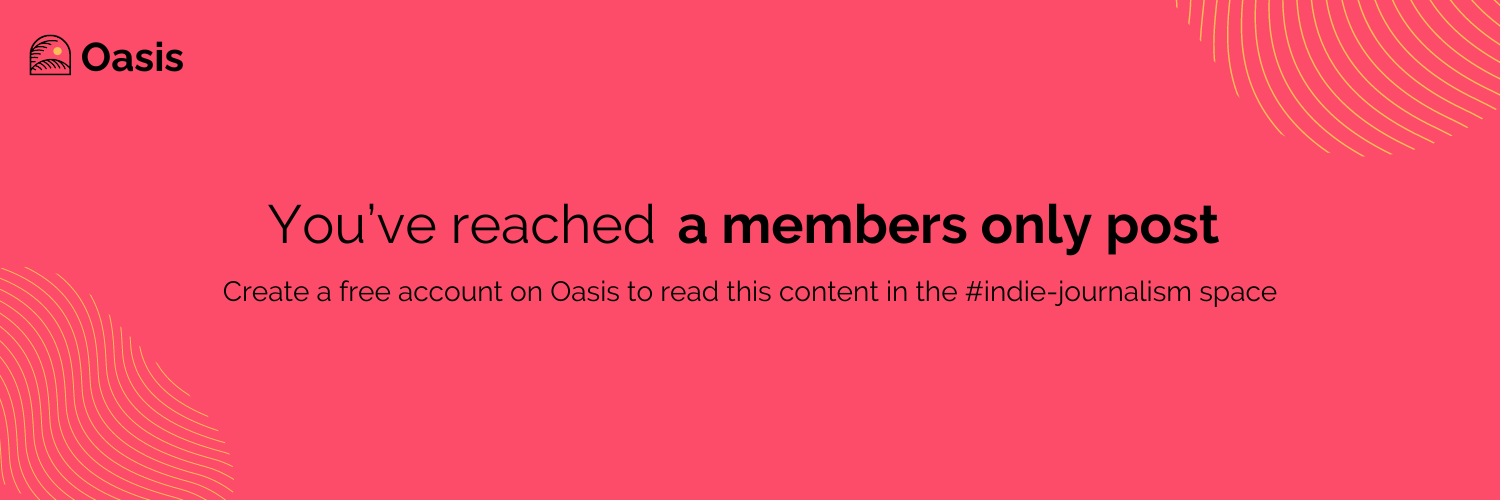 Oasis
You’ve reached a members only post
Create a free account on Oasis to read this content in the #indie-journalism space